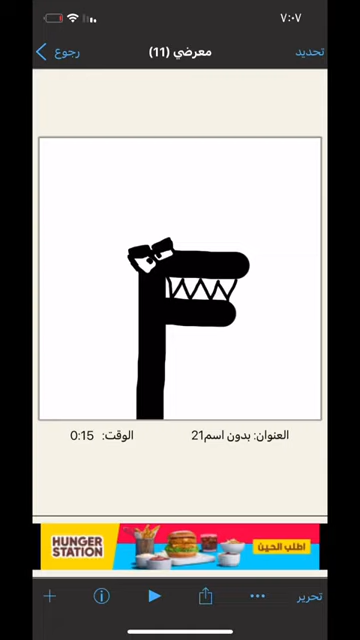 ٧:٠٧
رجوع
معرضي (11)
تحديد
العنوان: بدون اسم21
الوقت: 0:15
HUNGER
STATION
اطلب الحين
تحرير